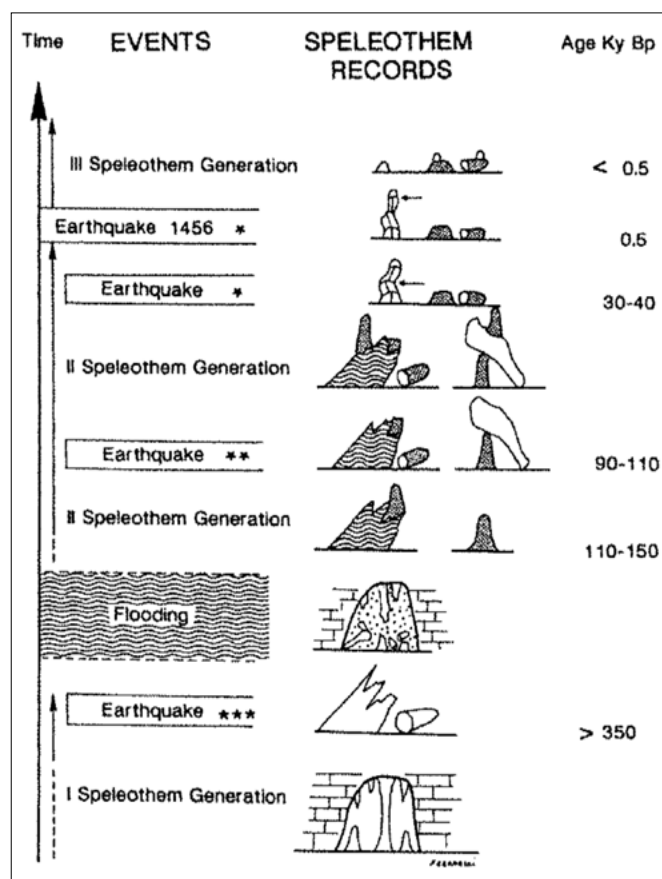 Time EVENTS SPELEOTHEM RECORDS Age Ky Bp
III Speleothem Generation < 0.5
Earthquake 1456 * 0.5
Earthquake * 30-40
II Speleothem Generation
Earthquake ** 90-110
II Speleothem Generation 110-150
Flooding
Earthquake *** > 350
I Speleothem Generation